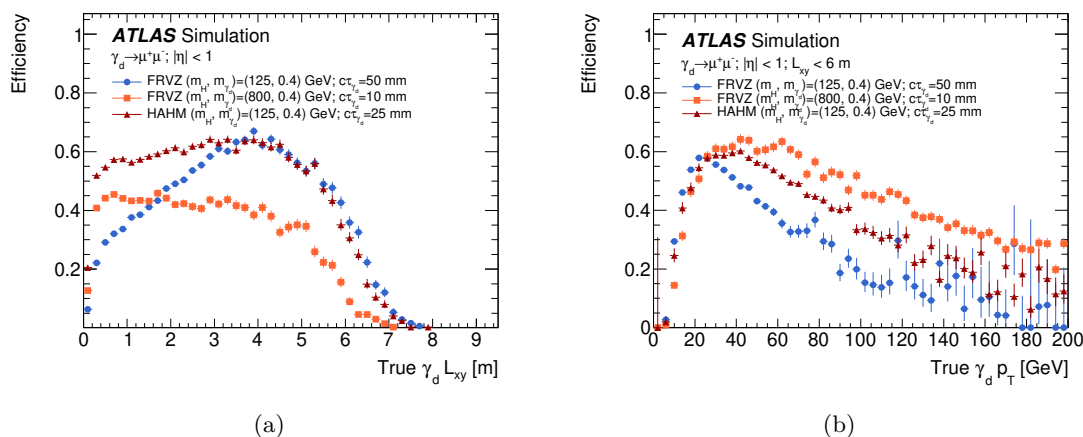 ATLAS Simulation
γd→μ+μ-; |η| < 1
FRVZ (mH, mγd)=(125, 0.4) GeV; cτγd=50 mm
FRVZ (mH, mγd)=(800, 0.4) GeV; cτγd=10 mm
HAHM (mH, mγd)=(125, 0.4) GeV; cτγd=25 mm
Efficiency
1
0.8
0.6
0.4
0.2
0
0 1 2 3 4 5 6 7 8 9
True γd Lxy [m]
(a)
ATLAS Simulation
γd→μ+μ-; |η| < 1; Lxy < 6 m
FRVZ (mH, mγd)=(125, 0.4) GeV; cτγd=50 mm
FRVZ (mH, mγd)=(800, 0.4) GeV; cτγd=10 mm
HAHM (mH, mγd)=(125, 0.4) GeV; cτγd=25 mm
Efficiency
1
0.8
0.6
0.4
0.2
0
0 20 40 60 80 100 120 140 160 180 200
True γd pT [GeV]
(b)